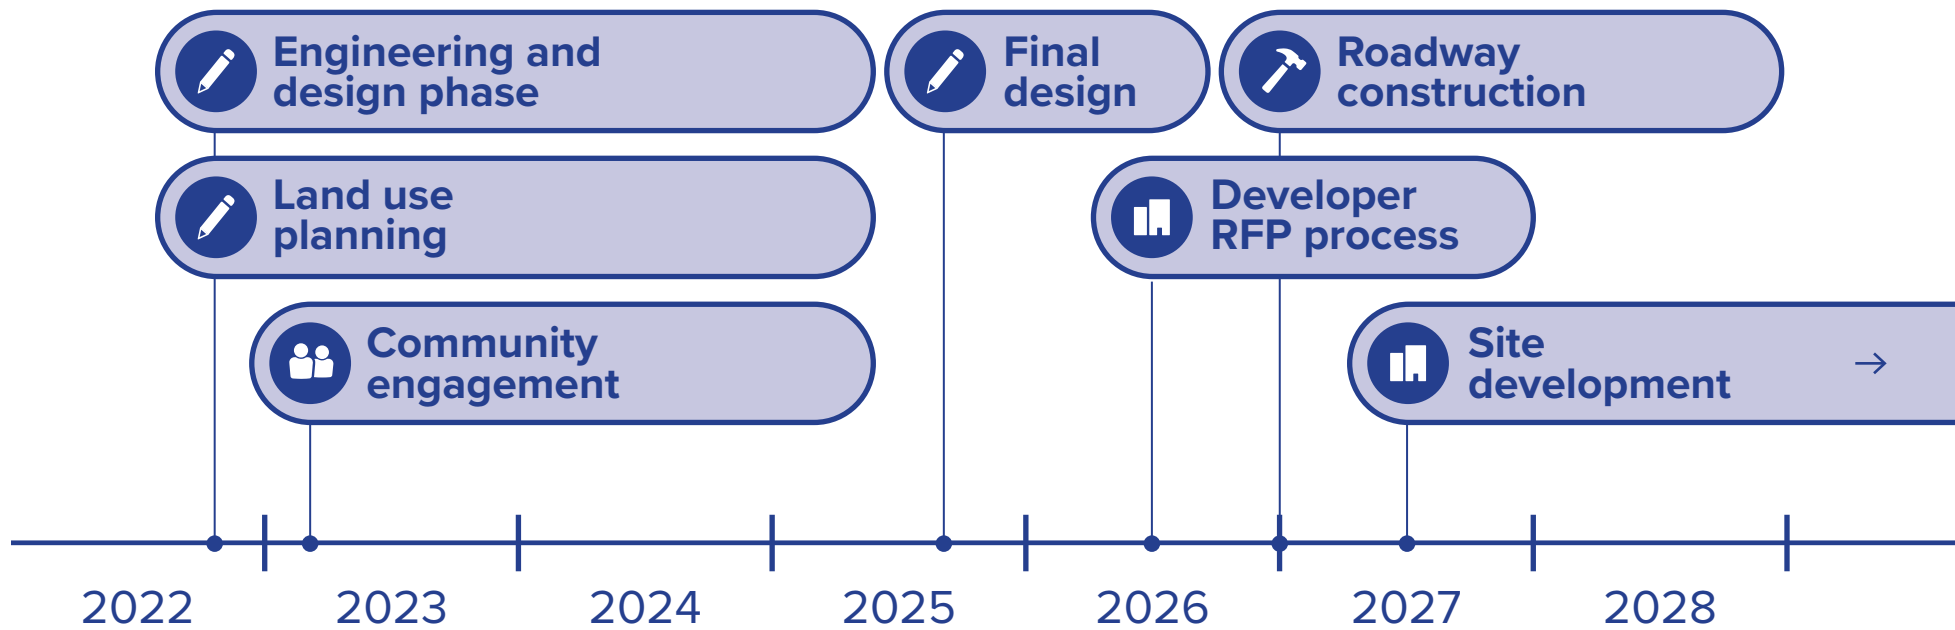 Engineering and
design phase
Final
design
Roadway
construction
Land use
planning
Developer
RFP process
Community
engagement
Site
development
→
2022 2023 2024 2025 2026 2027 2028